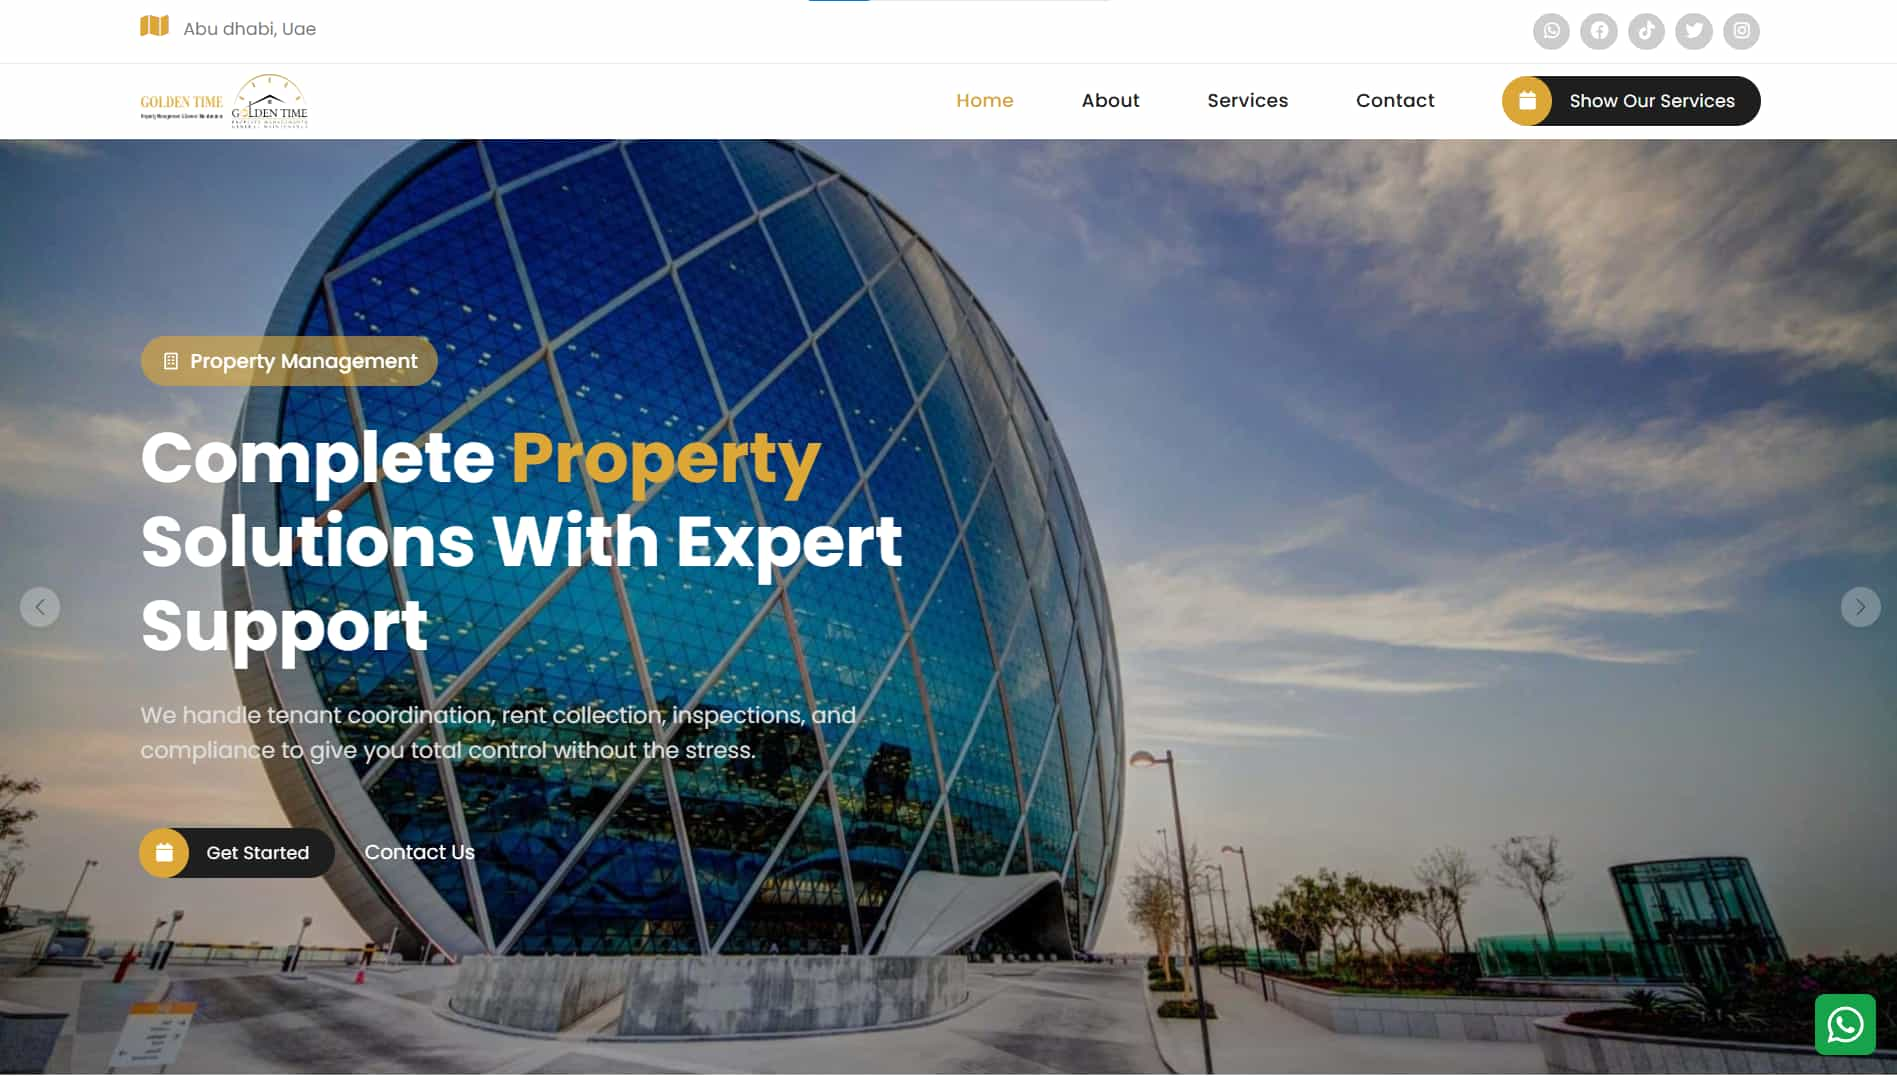 Abu dhabi, Uae
GOLDEN TIME
GOLDEN TIME
Home
About
Services
Contact
Show Our Services
Property Management
Complete Property
Solutions With Expert
Support
We handle tenant coordination, rent collection, inspections, and
compliance to give you total control without the stress.
Get Started
Contact Us